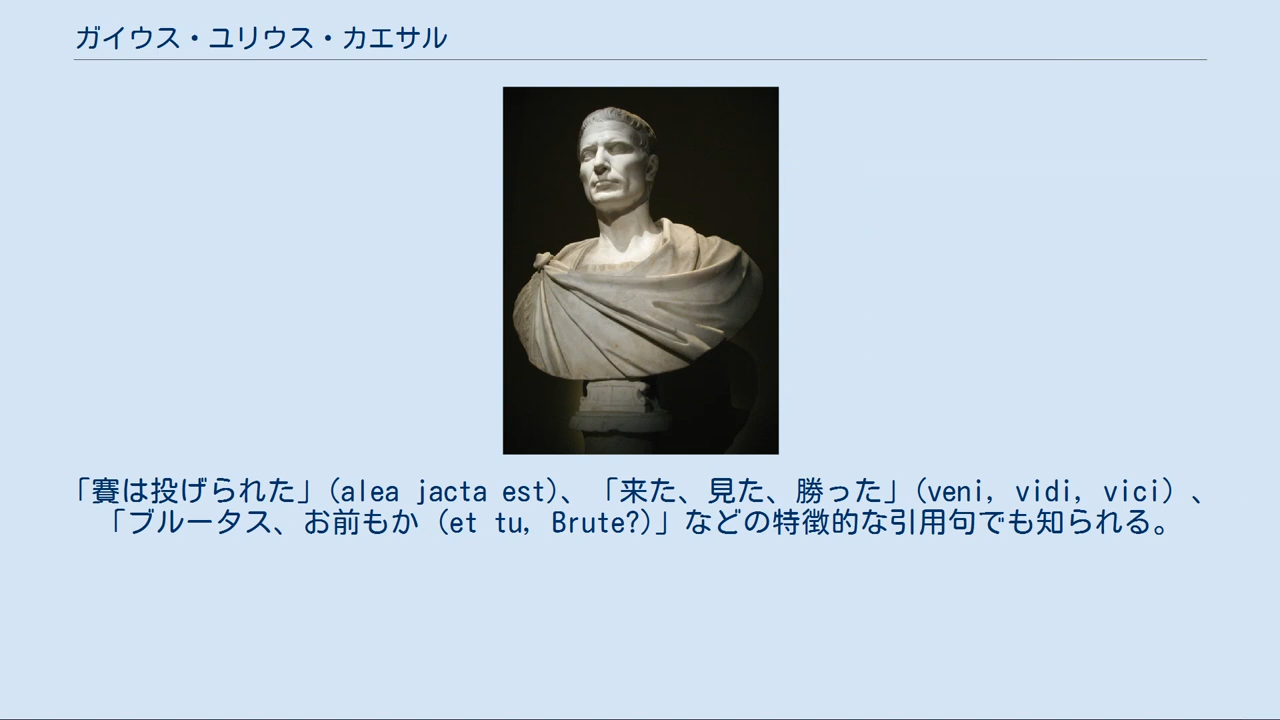 ガイウス・ユリウス・カエサル
「賽は投げられた」(alea jacta est)、「来た、見た、勝った」(veni, vidi, vici) 、
「ブルータス、お前もか (et tu, Brute?)」などの特徴的な引用句でも知られる。